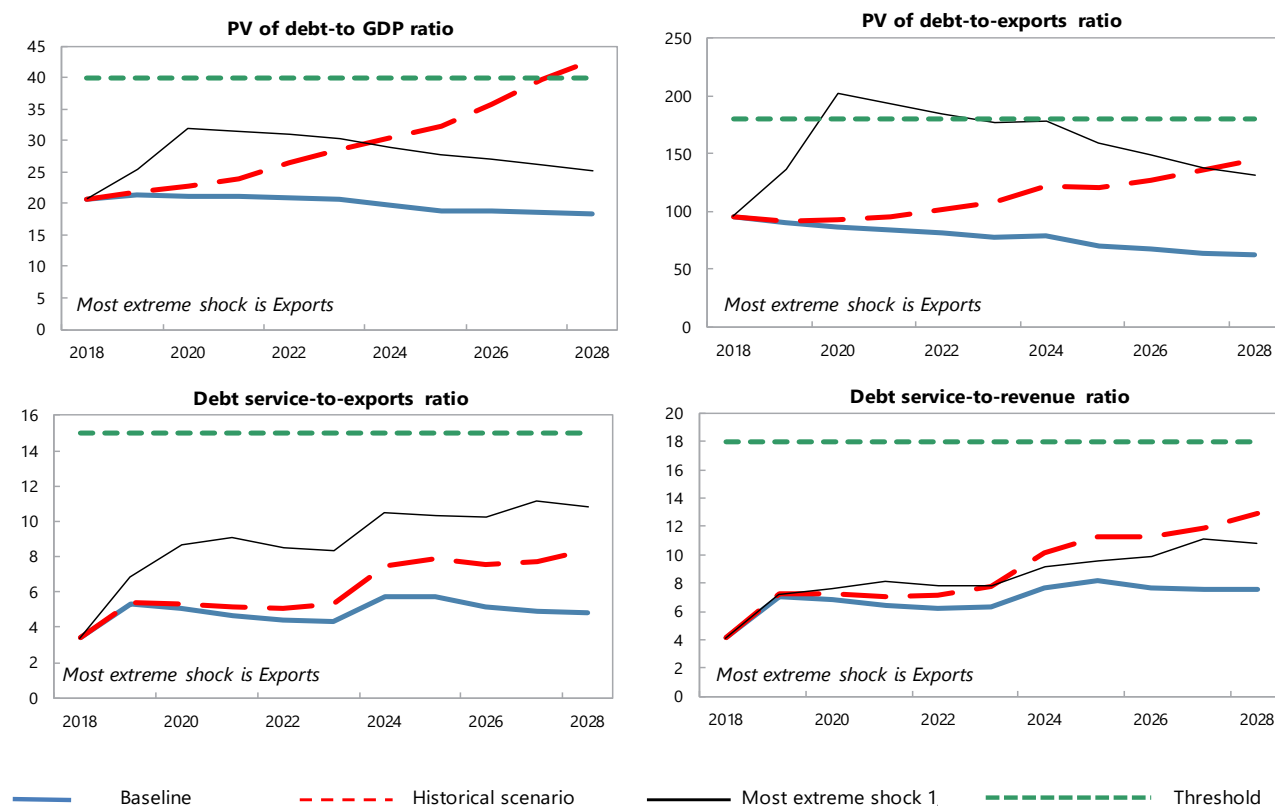 PV of debt-to GDP ratio
45
40
35
30
25
20
15
10
5
0
Most extreme shock is Exports
2018 2020 2022 2024 2026 2028
PV of debt-to-exports ratio
250
200
150
100
50
0
Most extreme shock is Exports
2018 2020 2022 2024 2026 2028
Debt service-to-exports ratio
16
14
12
10
8
6
4
2
0
Most extreme shock is Exports
2018 2020 2022 2024 2026 2028
Debt service-to-revenue ratio
20
18
16
14
12
10
8
6
4
2
0
Most extreme shock is Exports
2018 2020 2022 2024 2026 2028
Baseline Historical scenario Most extreme shock 1 Threshold